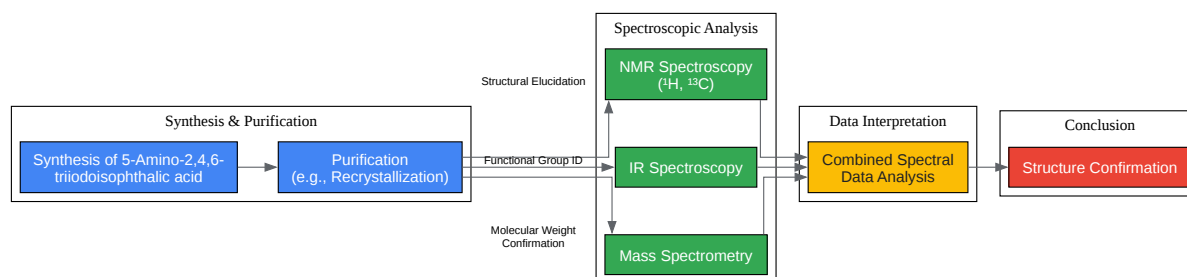 Synthesis & Purification
Synthesis of 5-Amino-2,4,6-
triiodoisophthalic acid
Purification
(e.g., Recrystallization)
Structural Elucidation
Functional Group ID
Molecular Weight
Confirmation
Spectroscopic Analysis
NMR Spectroscopy
(¹H, ¹³C)
IR Spectroscopy
Mass Spectrometry
Data Interpretation
Combined Spectral
Data Analysis
Conclusion
Structure Confirmation